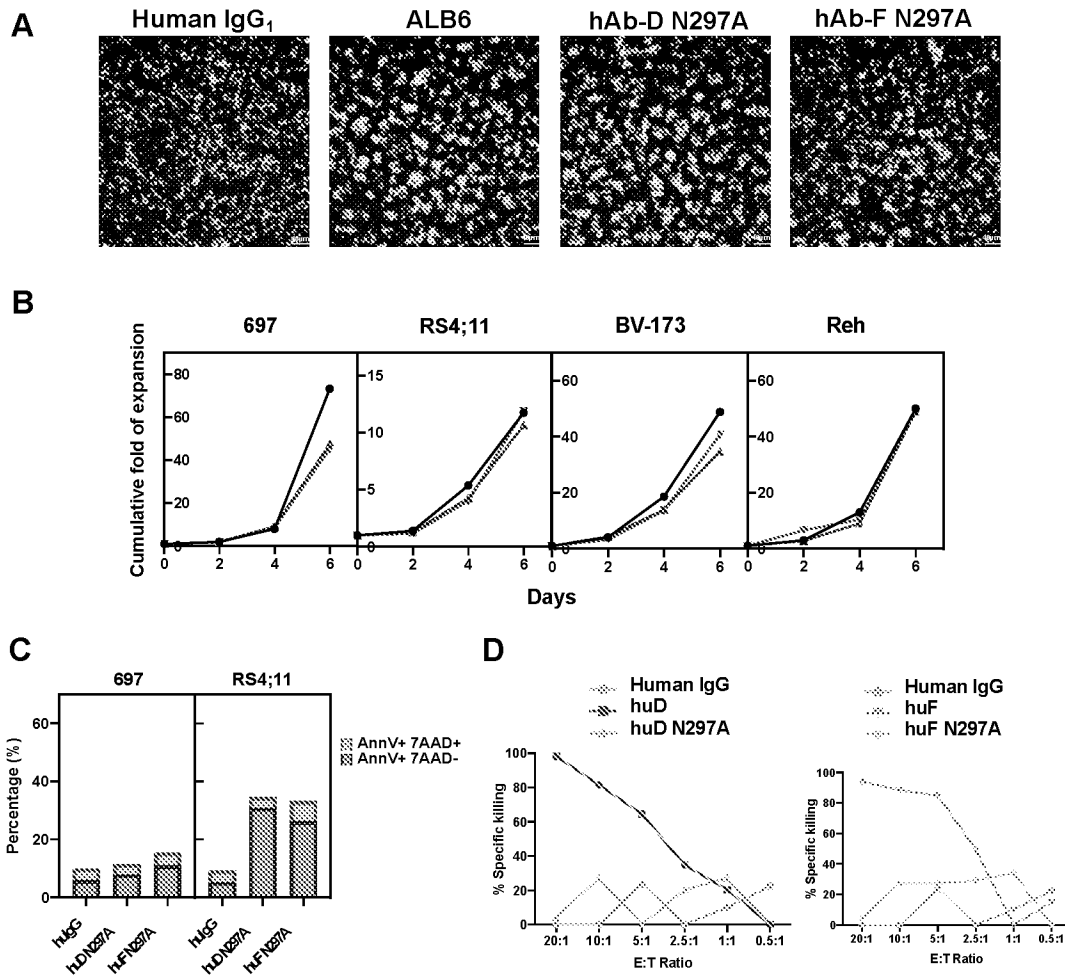 A
Human IgG1
ALB6
hAb-D N297A
hAb-F N297A
B
697
RS4;11
BV-173
Reh
Cumulative fold of expansion
80
60
40
20
0
15
10
5
0
60
40
20
0
60
40
20
0
0 2 4 6
0 2 4 6
0 2 4 6
0 2 4 6
Days
C
697
RS4;11
Percentage (%)
60
40
20
0
AnnV+ 7AAD+
AnnV+ 7AAD-
huIgG
huDN297A
huFN297A
huIgG
huDN297A
huFN297A
D
Human IgG
huD
huD N297A
% Specific killing
100
80
60
40
20
0
20:1 10:1 5:1 2.5:1 1:1 0.5:1
E:T Ratio
Human IgG
huF
huF N297A
% Specific killing
100
80
60
40
20
0
20:1 10:1 5:1 2.5:1 1:1 0.5:1
E:T Ratio